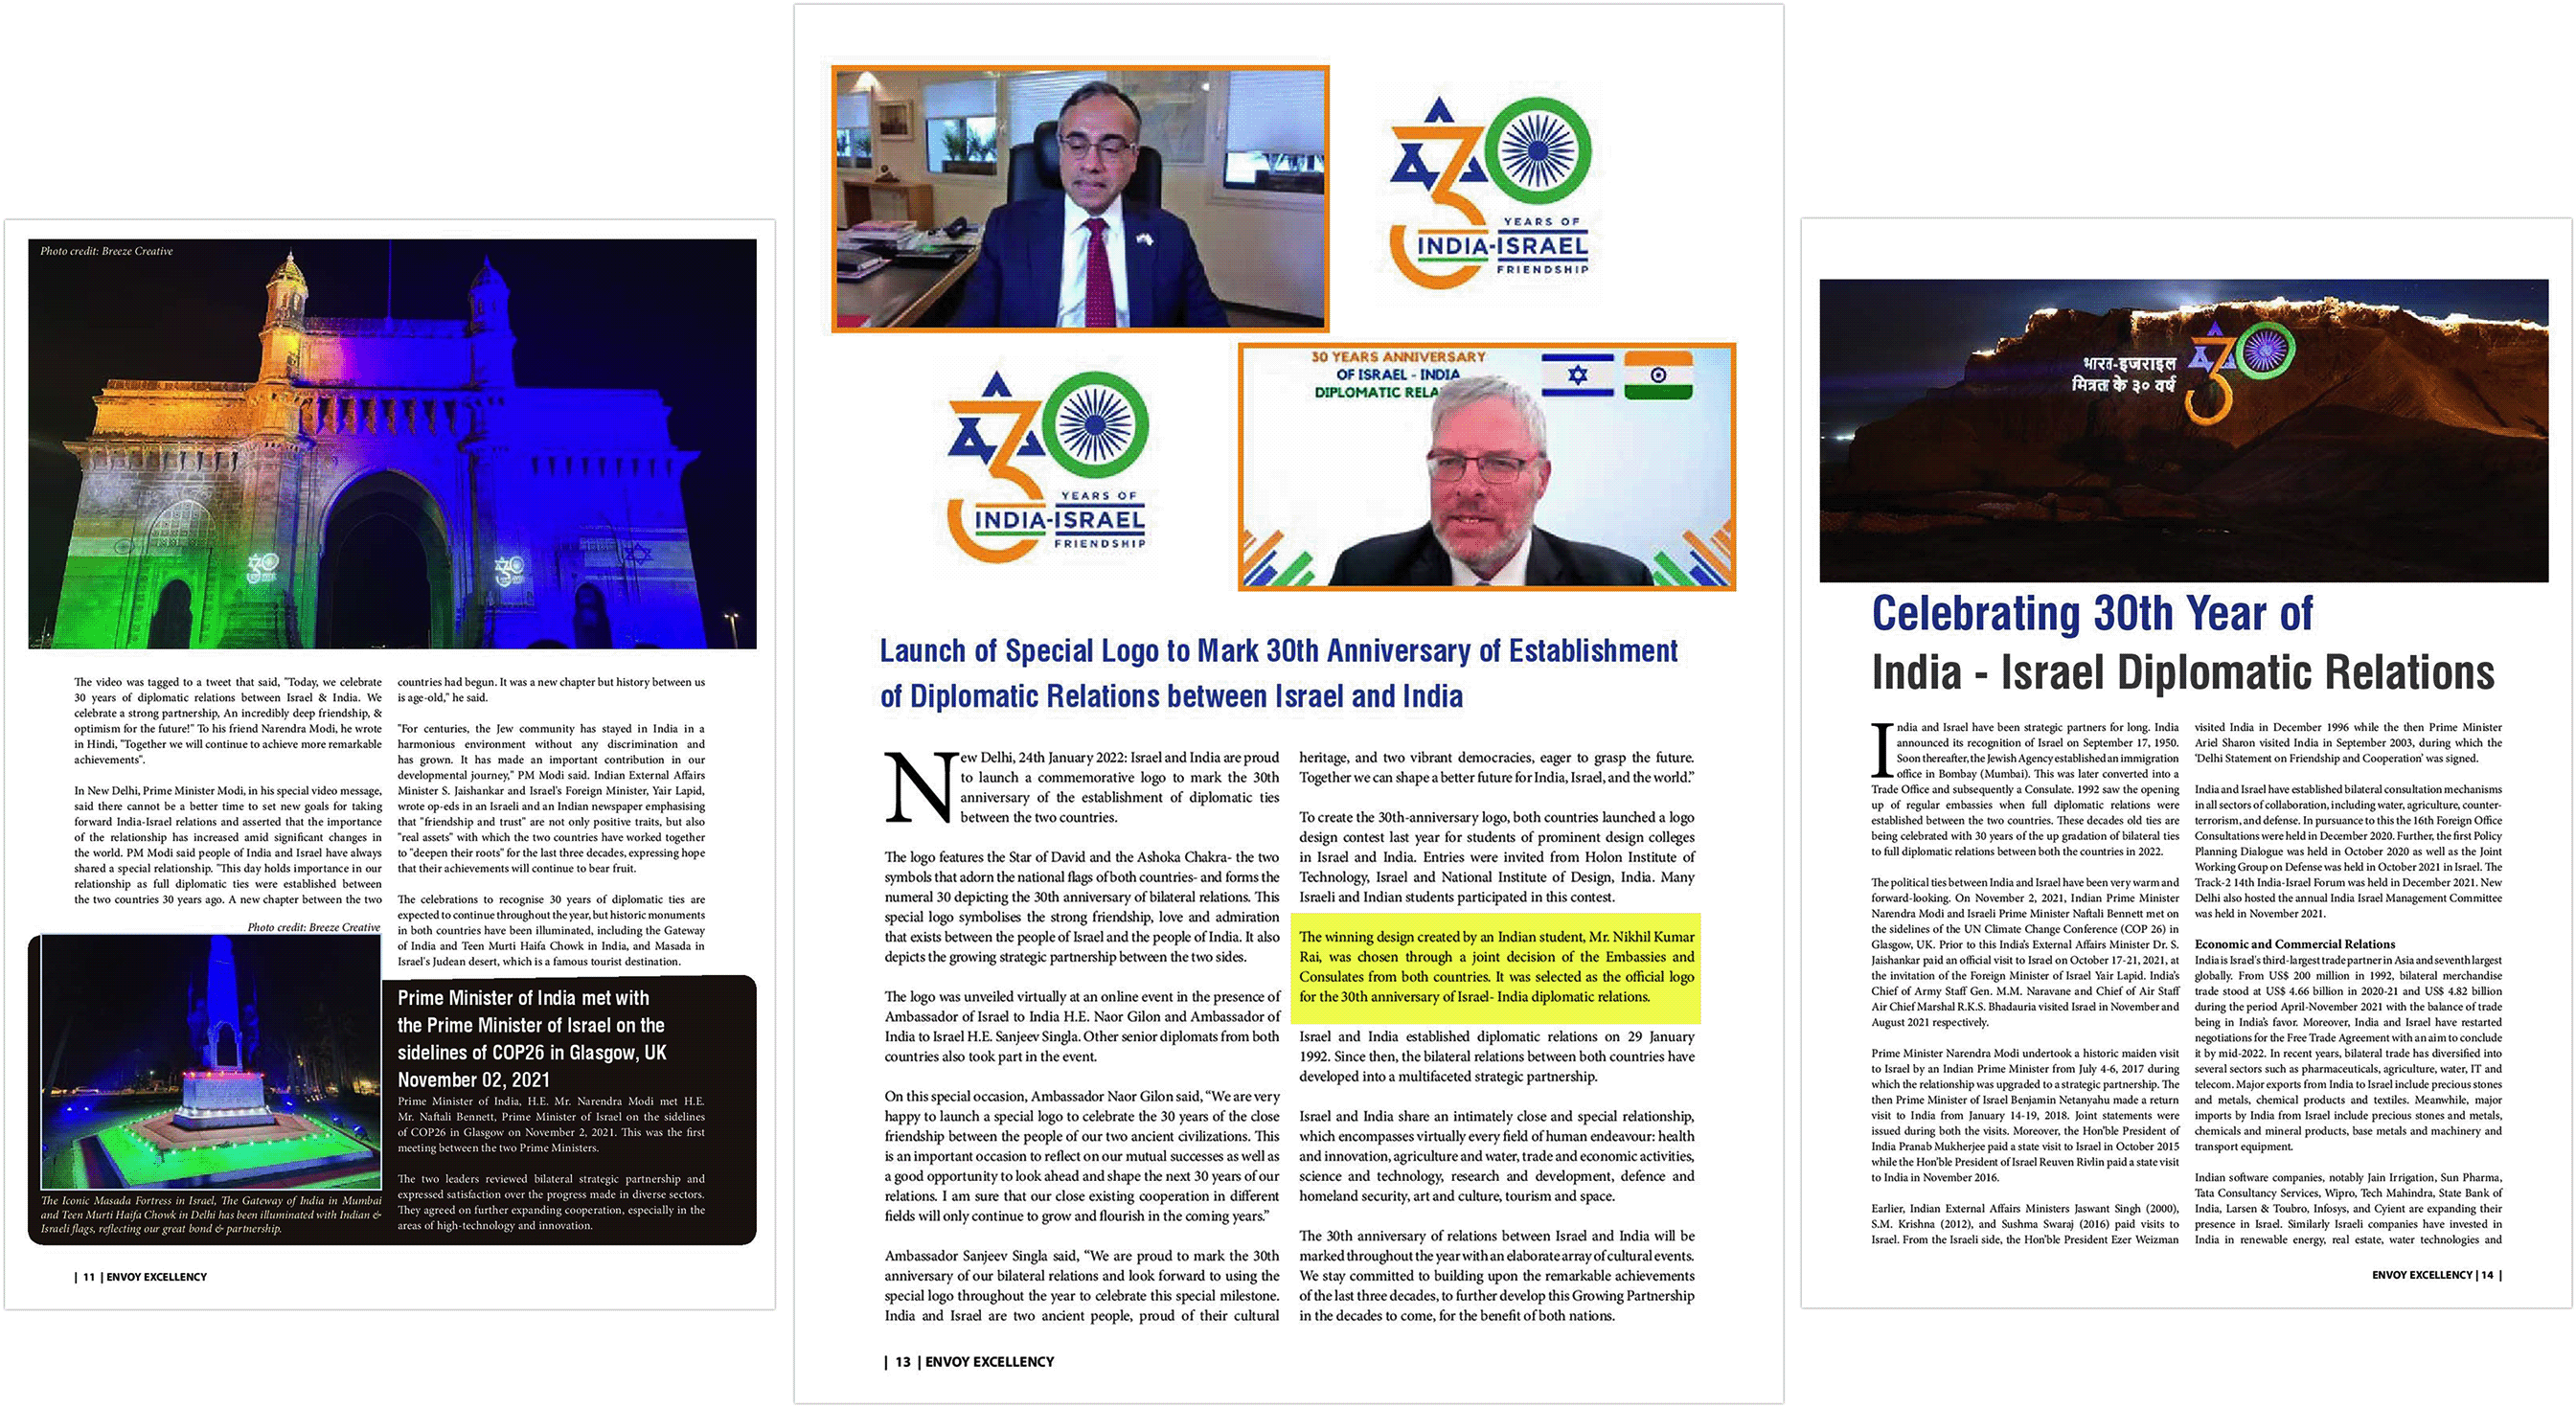 Photo credit: Breeze Creative
The video was tagged to a tweet that said, "Today, we celebrate
30 years of diplomatic relations between Israel & India. We
celebrate a strong partnership, An incredibly deep friendship, &
optimism for the future!" To his friend Narendra Modi, he wrote
in Hindi, "Together we will continue to achieve more remarkable
achievements".
In New Delhi, Prime Minister Modi, in his special video message,
said there cannot be a better time to set new goals for taking
forward India-Israel relations and asserted that the importance
of the relationship has increased amid significant changes in
the world. PM Modi said people of India and Israel have always
shared a special relationship. "This day holds importance in our
relationship as full diplomatic ties were established between
the two countries 30 years ago. A new chapter between the two
countries had begun. It was a new chapter but history between us
is age-old," he said.
"For centuries, the Jew community has stayed in India in a
harmonious environment without any discrimination and
has grown. It has made an important contribution in our
developmental journey," PM Modi said. Indian External Affairs
Minister S. Jaishankar and Israel's Foreign Minister, Yair Lapid,
wrote op-eds in an Israeli and an Indian newspaper emphasising
that "friendship and trust" are not only positive traits, but also
"real assets" with which the two countries have worked together
to "deepen their roots" for the last three decades, expressing hope
that their achievements will continue to bear fruit.
The celebrations to recognise 30 years of diplomatic ties are
expected to continue throughout the year, but historic monuments
in both countries have been illuminated, including the Gateway
of India and Teen Murti Haifa Chowk in India, and Masada in
Israel's Judean desert, which is a famous tourist destination.
Photo credit: Breeze Creative
The Iconic Masada Fortress in Israel, The Gateway of India in Mumbai
and Teen Murti Haifa Chowk in Delhi has been illuminated with Indian &
Israeli flags, reflecting our great bond & partnership.
Prime Minister of India met with
the Prime Minister of Israel on the
sidelines of COP26 in Glasgow, UK
November 02, 2021
Prime Minister of India, H.E. Mr. Narendra Modi met H.E.
Mr. Naftali Bennett, Prime Minister of Israel on the sidelines
of COP26 in Glasgow on November 2, 2021. This was the first
meeting between the two Prime Ministers.
The two leaders reviewed bilateral strategic partnership and
expressed satisfaction over the progress made in diverse sectors.
They agreed on further expanding cooperation, especially in the
areas of high-technology and innovation.
| 11 | ENVOY EXCELLENCY
30
YEARS OF
INDIA-ISRAEL
FRIENDSHIP
30
YEARS OF
INDIA-ISRAEL
FRIENDSHIP
30 YEARS ANNIVERSARY
OF ISRAEL - INDIA
DIPLOMATIC RELA
Launch of Special Logo to Mark 30th Anniversary of Establishment
of Diplomatic Relations between Israel and India
New Delhi, 24th January 2022: Israel and India are proud
to launch a commemorative logo to mark the 30th
anniversary of the establishment of diplomatic ties
between the two countries.
The logo features the Star of David and the Ashoka Chakra- the two
symbols that adorn the national flags of both countries- and forms the
numeral 30 depicting the 30th anniversary of bilateral relations. This
special logo symbolises the strong friendship, love and admiration
that exists between the people of Israel and the people of India. It also
depicts the growing strategic partnership between the two sides.
The logo was unveiled virtually at an online event in the presence of
Ambassador of Israel to India H.E. Naor Gilon and Ambassador of
India to Israel H.E. Sanjeev Singla. Other senior diplomats from both
countries also took part in the event.
On this special occasion, Ambassador Naor Gilon said, “We are very
happy to launch a special logo to celebrate the 30 years of the close
friendship between the people of our two ancient civilizations. This
is an important occasion to reflect on our mutual successes as well as
a good opportunity to look ahead and shape the next 30 years of our
relations. I am sure that our close existing cooperation in different
fields will only continue to grow and flourish in the coming years.”
Ambassador Sanjeev Singla said, “We are proud to mark the 30th
anniversary of our bilateral relations and look forward to using the
special logo throughout the year to celebrate this special milestone.
India and Israel are two ancient people, proud of their cultural
heritage, and two vibrant democracies, eager to grasp the future.
Together we can shape a better future for India, Israel, and the world.”
To create the 30th-anniversary logo, both countries launched a logo
design contest last year for students of prominent design colleges
in Israel and India. Entries were invited from Holon Institute of
Technology, Israel and National Institute of Design, India. Many
Israeli and Indian students participated in this contest.
The winning design created by an Indian student, Mr. Nikhil Kumar
Rai, was chosen through a joint decision of the Embassies and
Consulates from both countries. It was selected as the official logo
for the 30th anniversary of Israel- India diplomatic relations.
Israel and India established diplomatic relations on 29 January
1992. Since then, the bilateral relations between both countries have
developed into a multifaceted strategic partnership.
Israel and India share an intimately close and special relationship,
which encompasses virtually every field of human endeavour: health
and innovation, agriculture and water, trade and economic activities,
science and technology, research and development, defence and
homeland security, art and culture, tourism and space.
The 30th anniversary of relations between Israel and India will be
marked throughout the year with an elaborate array of cultural events.
We stay committed to building upon the remarkable achievements
of the last three decades, to further develop this Growing Partnership
in the decades to come, for the benefit of both nations.
| 13 | ENVOY EXCELLENCY
भारत-इजराइल
मित्रता के ३० वर्ष
30
Celebrating 30th Year of
India - Israel Diplomatic Relations
India and Israel have been strategic partners for long. India
announced its recognition of Israel on September 17, 1950.
Soon thereafter, the Jewish Agency established an immigration
office in Bombay (Mumbai). This was later converted into a
Trade Office and subsequently a Consulate. 1992 saw the opening
up of regular embassies when full diplomatic relations were
established between the two countries. These decades old ties are
being celebrated with 30 years of the up gradation of bilateral ties
to full diplomatic relations between both the countries in 2022.
The political ties between India and Israel have been very warm and
forward-looking. On November 2, 2021, Indian Prime Minister
Narendra Modi and Israeli Prime Minister Naftali Bennett met on
the sidelines of the UN Climate Change Conference (COP 26) in
Glasgow, UK. Prior to this India's External Affairs Minister Dr. S.
Jaishankar paid an official visit to Israel on October 17-21, 2021, at
the invitation of the Foreign Minister of Israel Yair Lapid. India's
Chief of Army Staff Gen. M.M. Naravane and Chief of Air Staff
Air Chief Marshal R.K.S. Bhadauria visited Israel in November and
August 2021 respectively.
Prime Minister Narendra Modi undertook a historic maiden visit
to Israel by an Indian Prime Minister from July 4-6, 2017 during
which the relationship was upgraded to a strategic partnership. The
then Prime Minister of Israel Benjamin Netanyahu made a return
visit to India from January 14-19, 2018. Joint statements were
issued during both the visits. Moreover, the Hon'ble President of
India Pranab Mukherjee paid a state visit to Israel in October 2015
while the Hon'ble President of Israel Reuven Rivlin paid a state visit
to India in November 2016.
Earlier, Indian External Affairs Ministers Jaswant Singh (2000),
S.M. Krishna (2012), and Sushma Swaraj (2016) paid visits to
Israel. From the Israeli side, the Hon'ble President Ezer Weizman
visited India in December 1996 while the then Prime Minister
Ariel Sharon visited India in September 2003, during which the
'Delhi Statement on Friendship and Cooperation' was signed.
India and Israel have established bilateral consultation mechanisms
in all sectors of collaboration, including water, agriculture, counter-
terrorism, and defense. In pursuance to this the 16th Foreign Office
Consultations were held in December 2020. Further, the first Policy
Planning Dialogue was held in October 2020 as well as the Joint
Working Group on Defense was held in October 2021 in Israel. The
Track-2 14th India-Israel Forum was held in December 2021. New
Delhi also hosted the annual India Israel Management Committee
was held in November 2021.
Economic and Commercial Relations
India is Israel's third-largest trade partner in Asia and seventh largest
globally. From US$ 200 million in 1992, bilateral merchandise
trade stood at US$ 4.66 billion in 2020-21 and US$ 4.82 billion
during the period April-November 2021 with the balance of trade
being in India's favor. Moreover, India and Israel have restarted
negotiations for the Free Trade Agreement with an aim to conclude
it by mid-2022. In recent years, bilateral trade has diversified into
several sectors such as pharmaceuticals, agriculture, water, IT and
telecom. Major exports from India to Israel include precious stones
and metals, chemical products and textiles. Meanwhile, major
imports by India from Israel include precious stones and metals,
chemicals and mineral products, base metals and machinery and
transport equipment.
Indian software companies, notably Jain Irrigation, Sun Pharma,
Tata Consultancy Services, Wipro, Tech Mahindra, State Bank of
India, Larsen & Toubro, Infosys, and Cyient are expanding their
presence in Israel. Similarly Israeli companies have invested in
India in renewable energy, real estate, water technologies and
ENVOY EXCELLENCY | 14 |